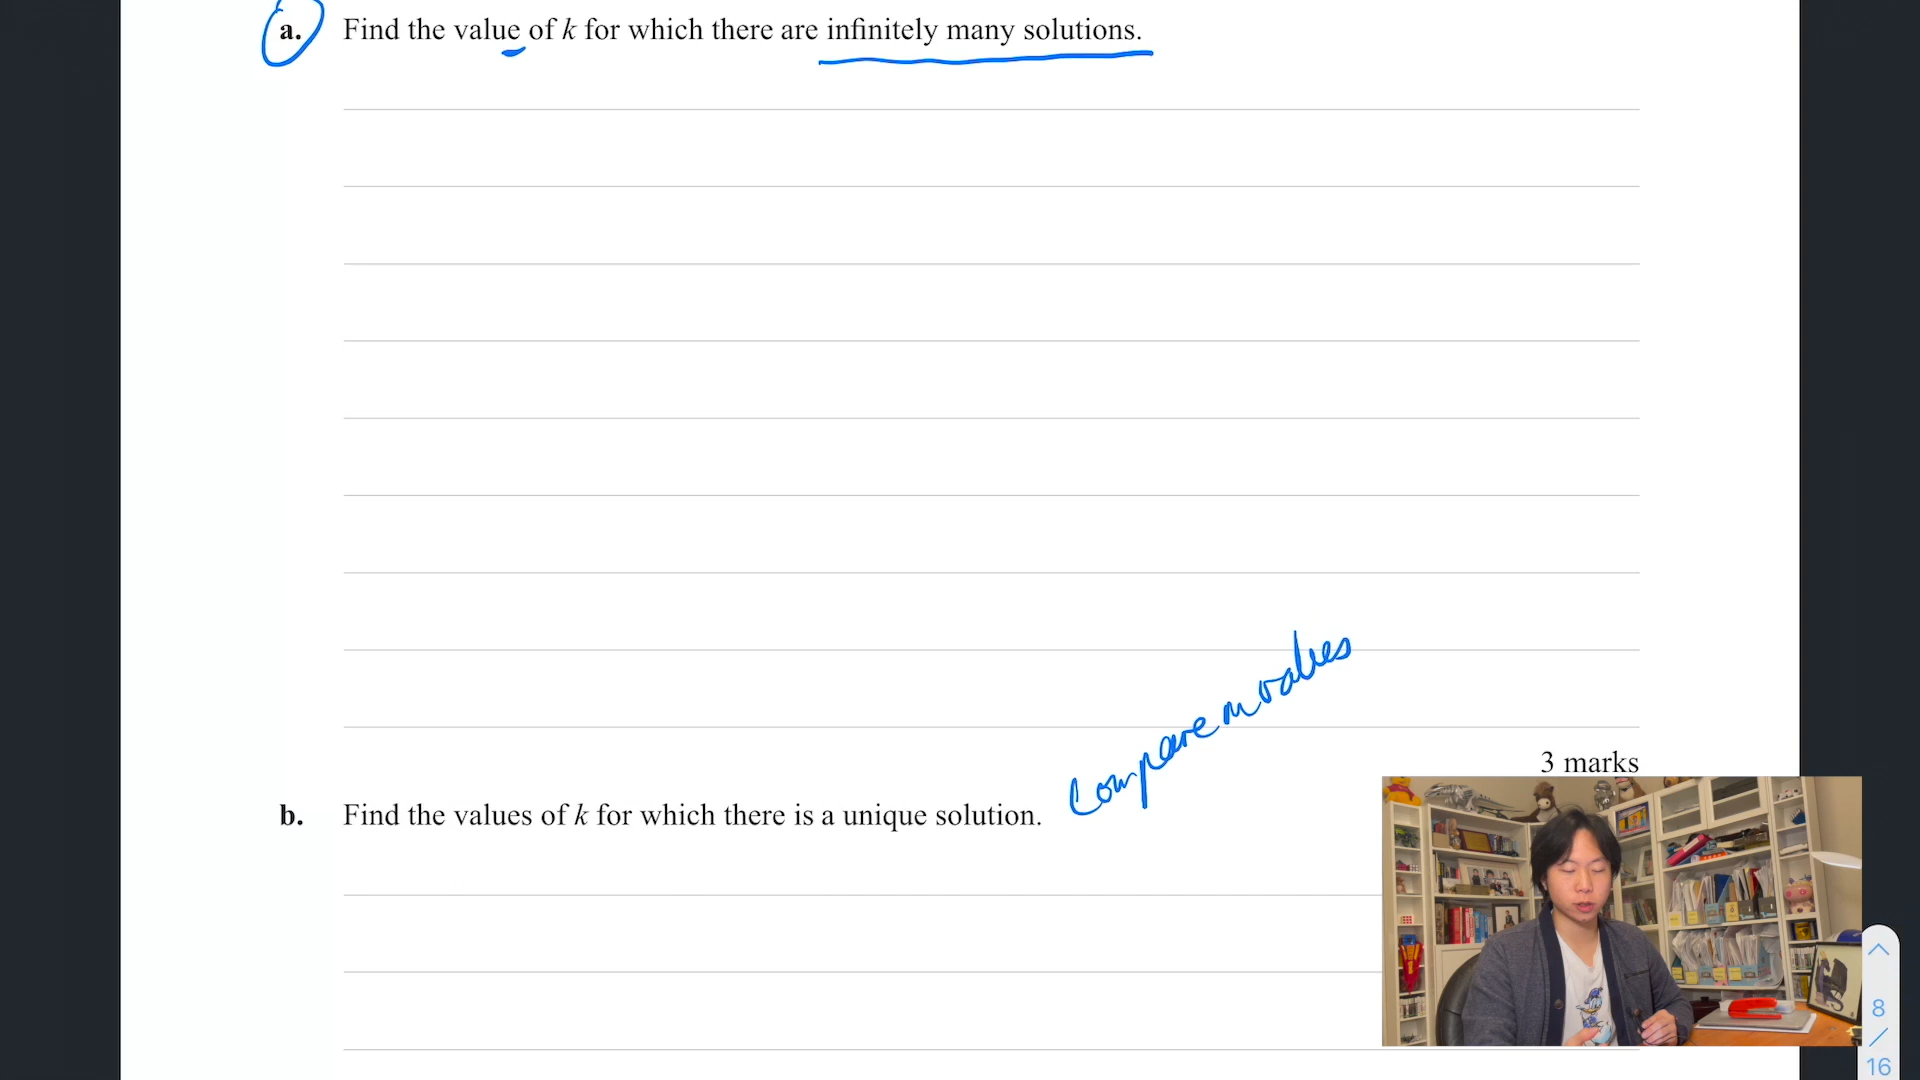 a. Find the value of k for which there are infinitely many solutions.
compare m values
3 marks
b. Find the values of k for which there is a unique solution.
8
/
16